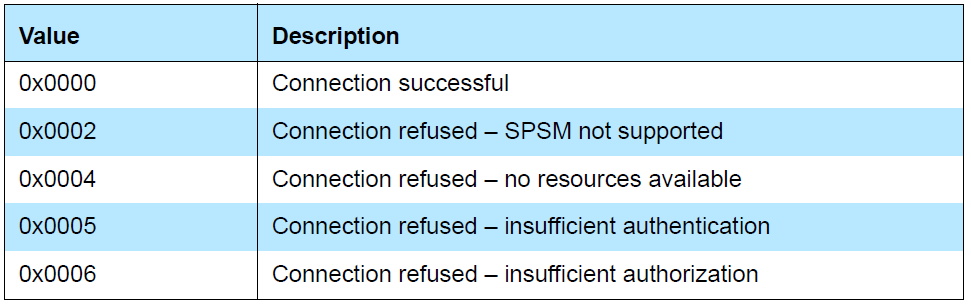 Value Description
0x0000 Connection successful
0x0002 Connection refused – SPSM not supported
0x0004 Connection refused – no resources available
0x0005 Connection refused – insufficient authentication
0x0006 Connection refused – insufficient authorization